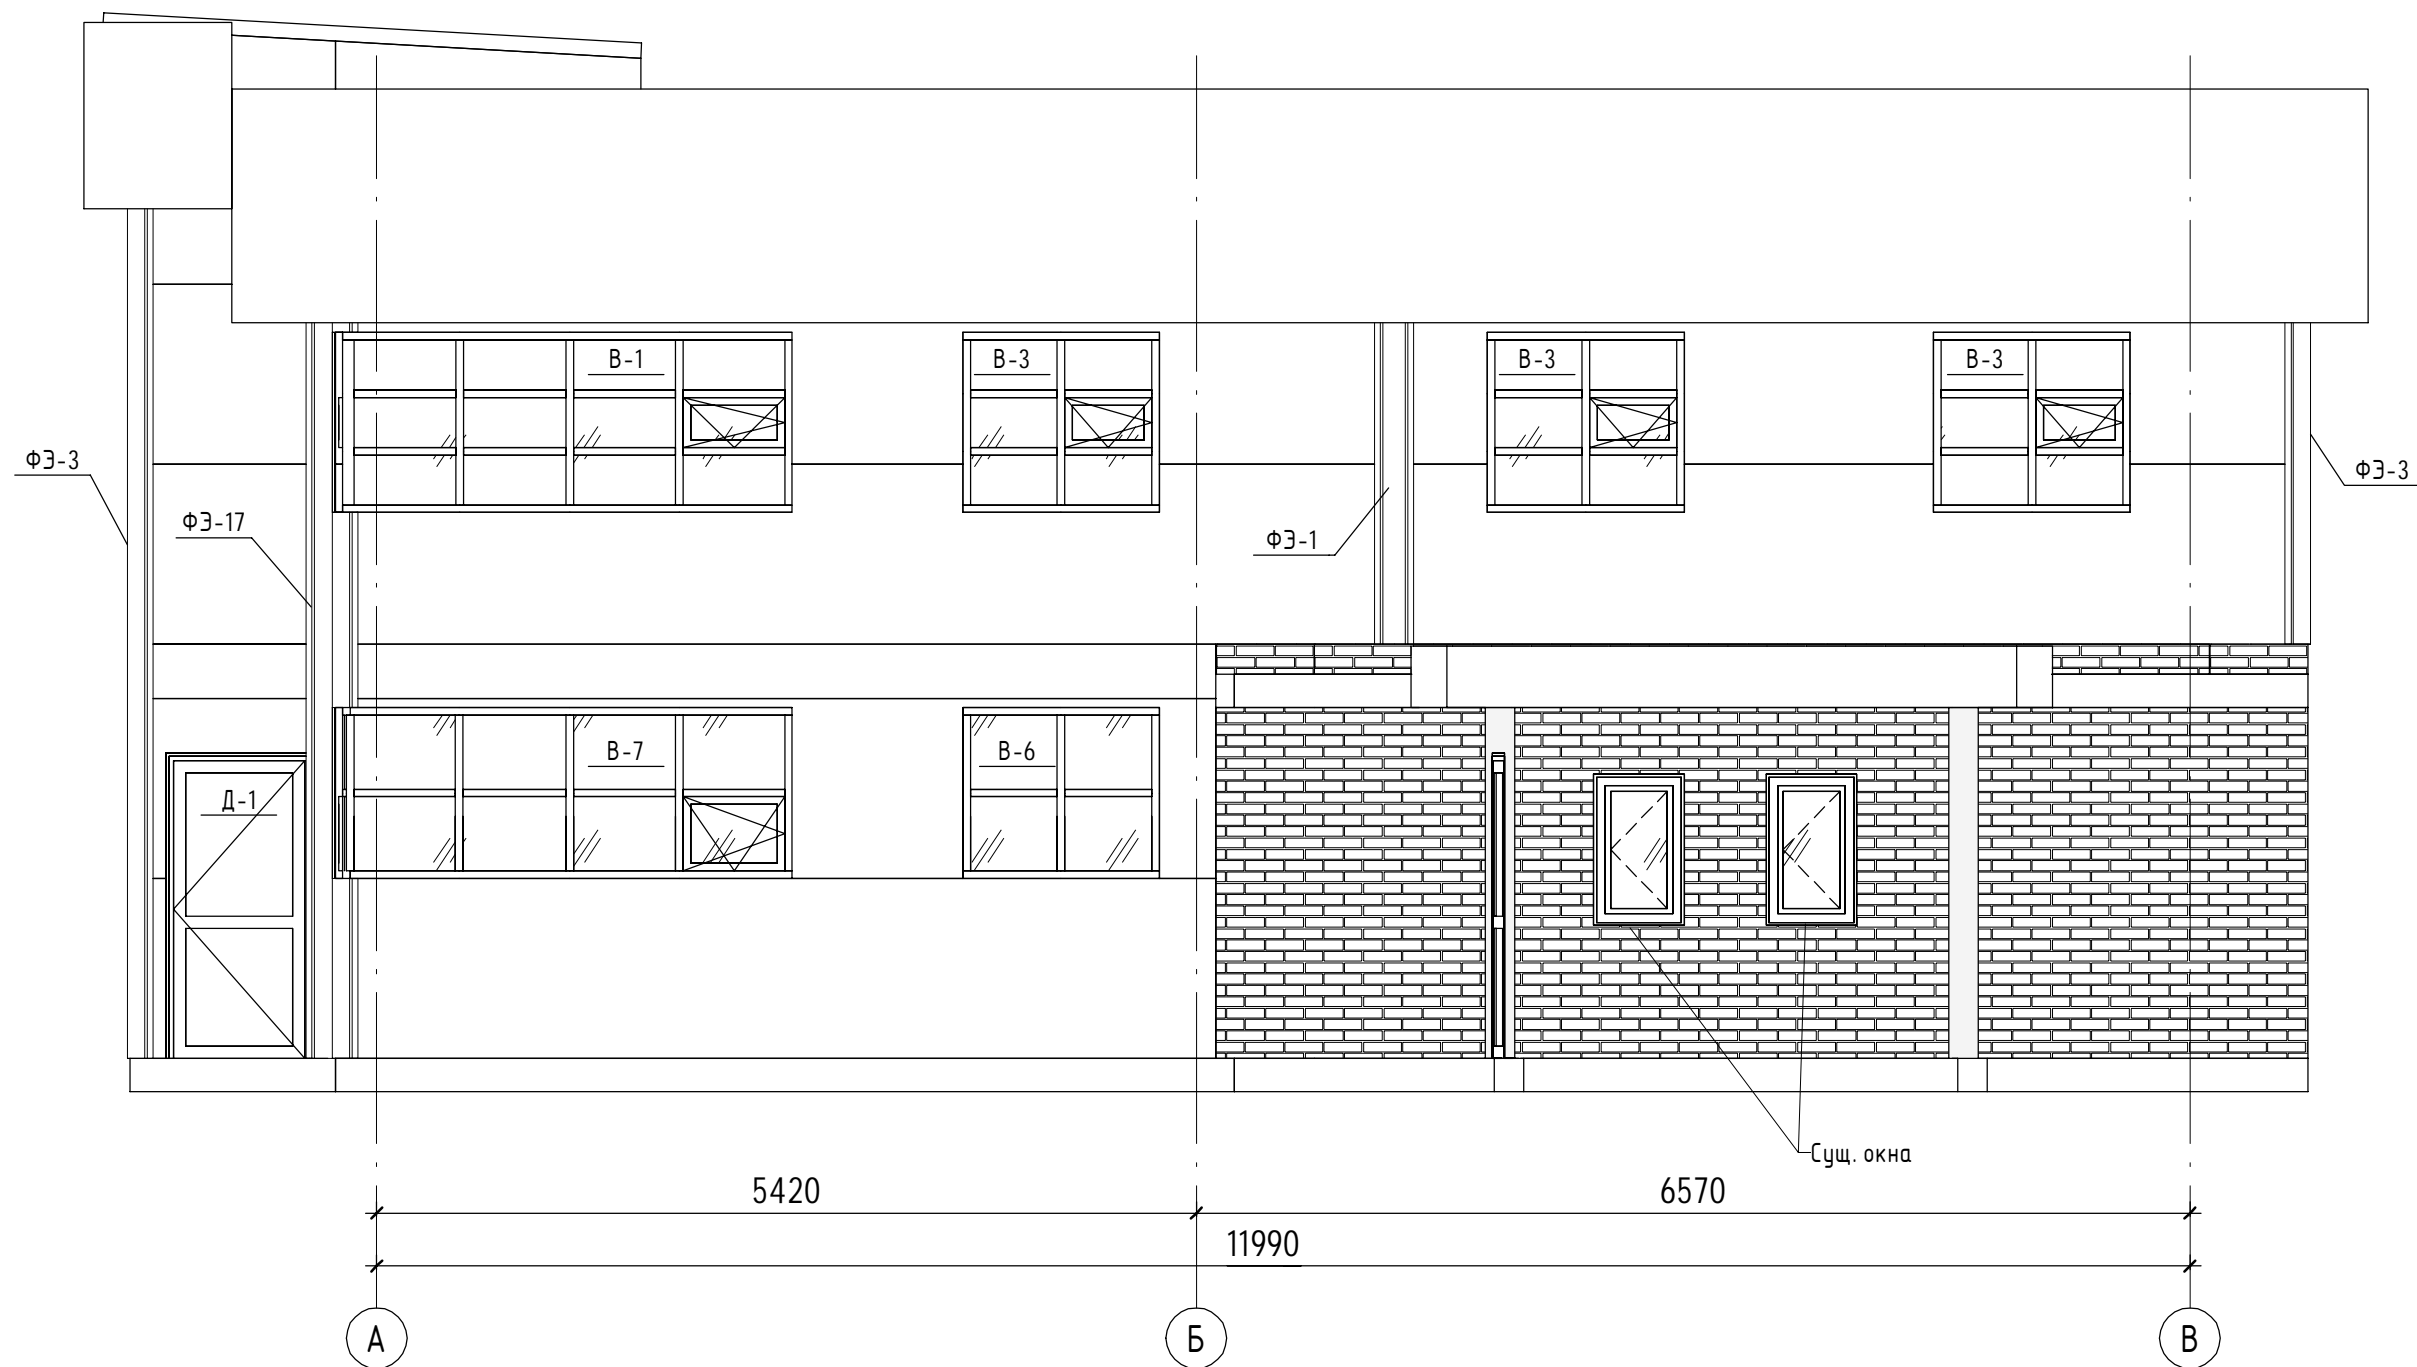 В-1
В-3
В-3
В-3
ФЭ-3
ФЭ-3
ФЭ-17
ФЭ-1
В-7
В-6
Д-1
Сущ. окна
5420
6570
11990
А
Б
В